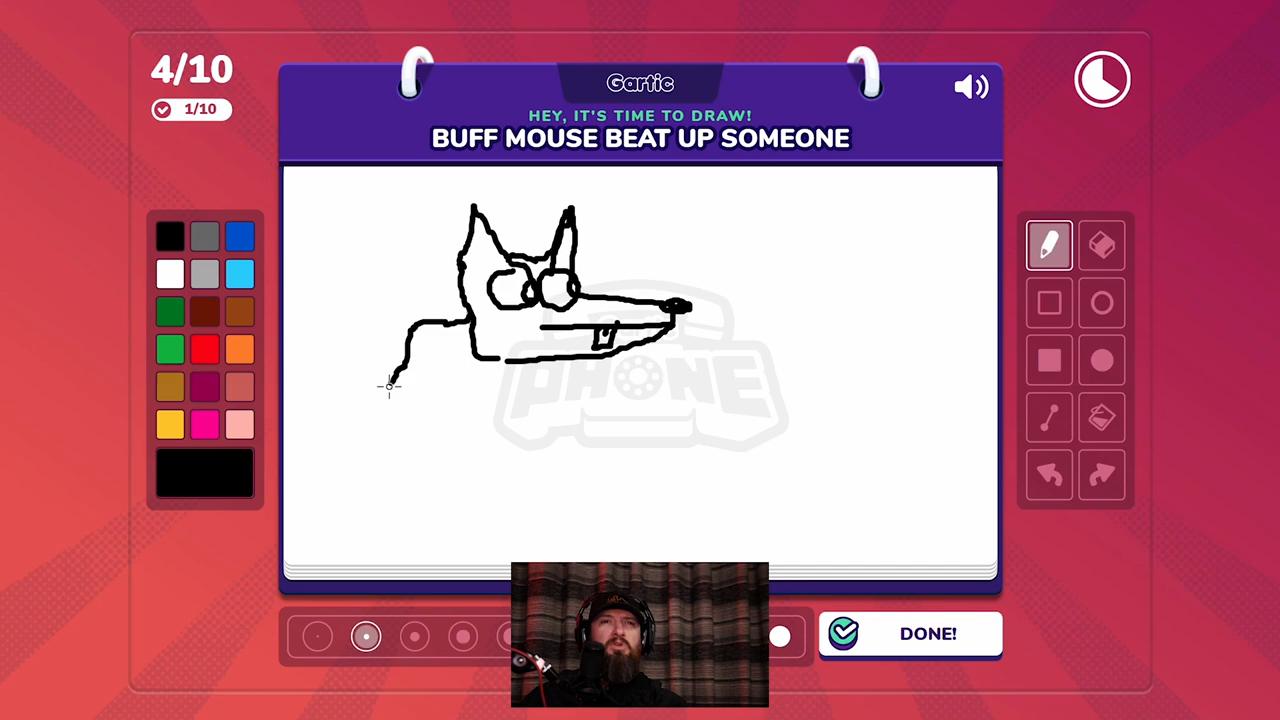 4/10
1/10
Gartic
HEY, IT'S TIME TO DRAW!
BUFF MOUSE BEAT UP SOMEONE
PHONE
DONE!